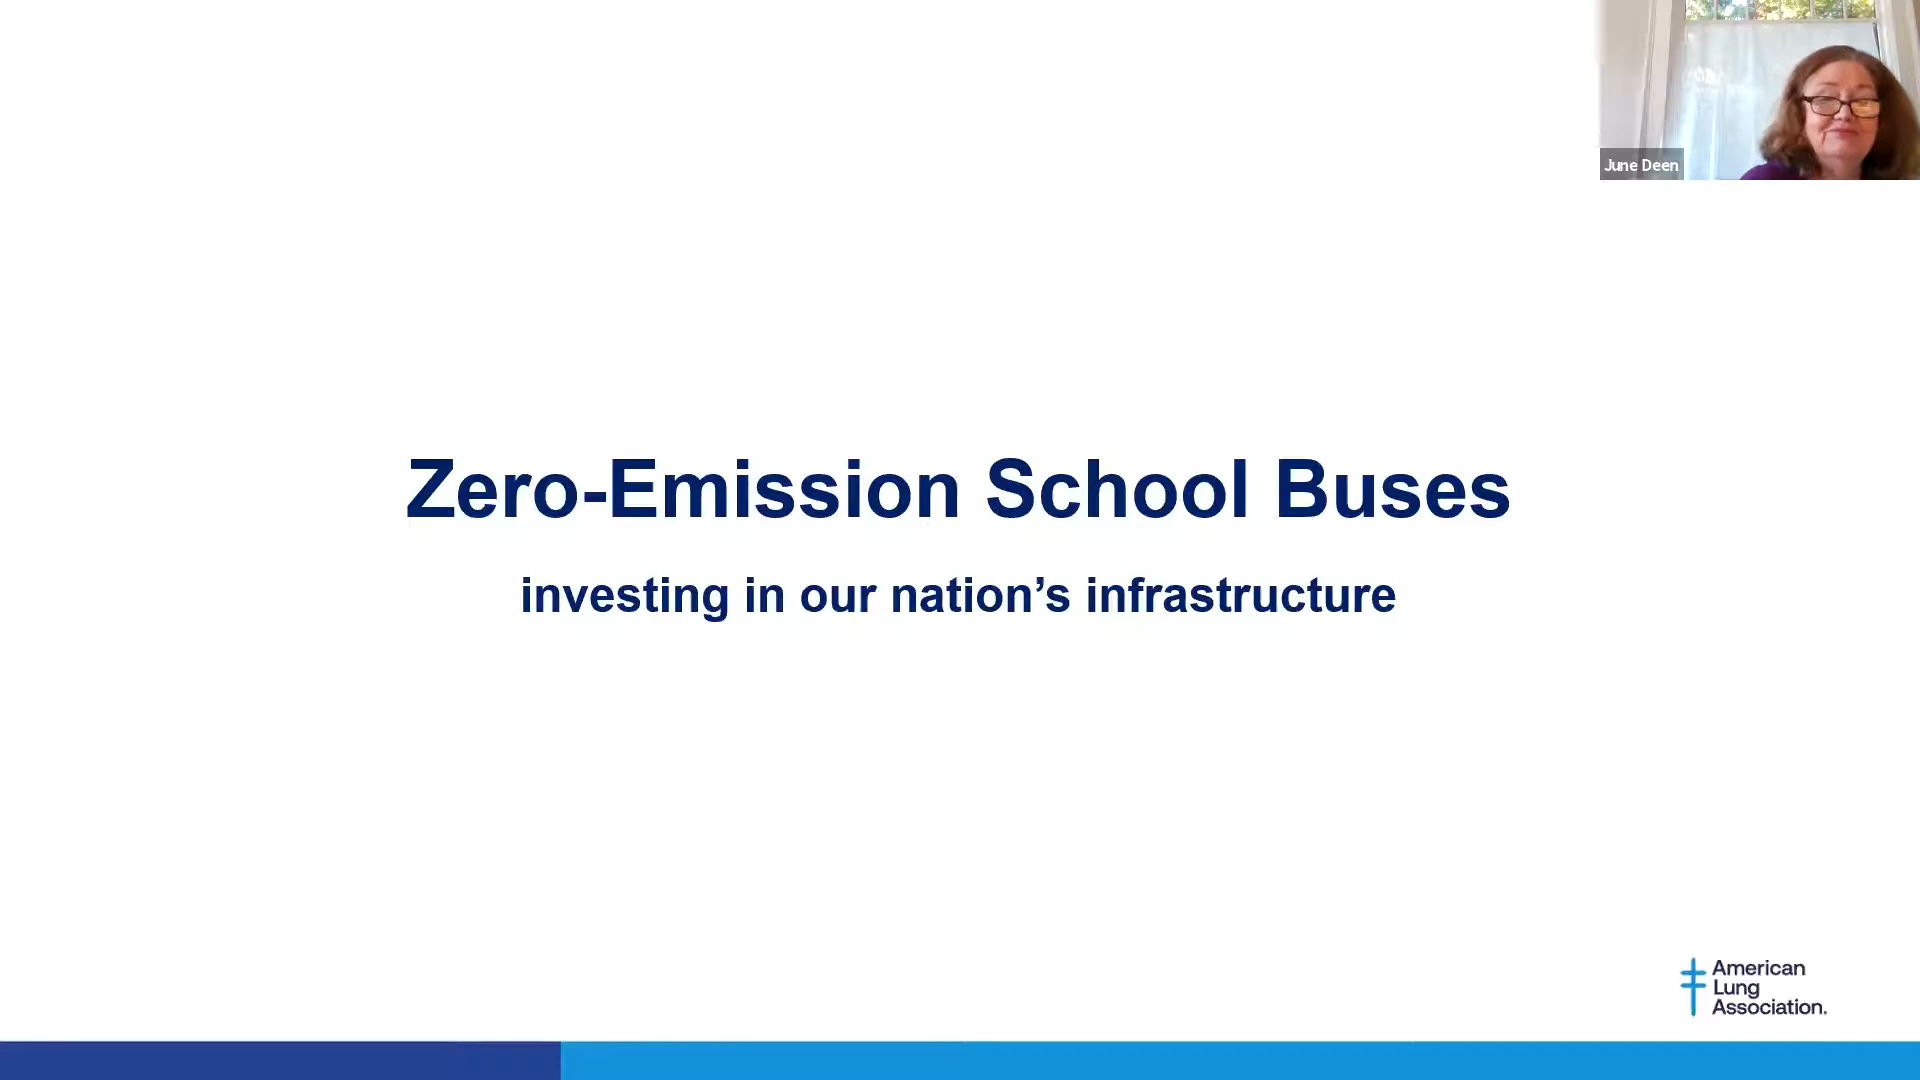 June Deen
Zero-Emission School Buses
investing in our nation’s infrastructure
American
Lung
Association.